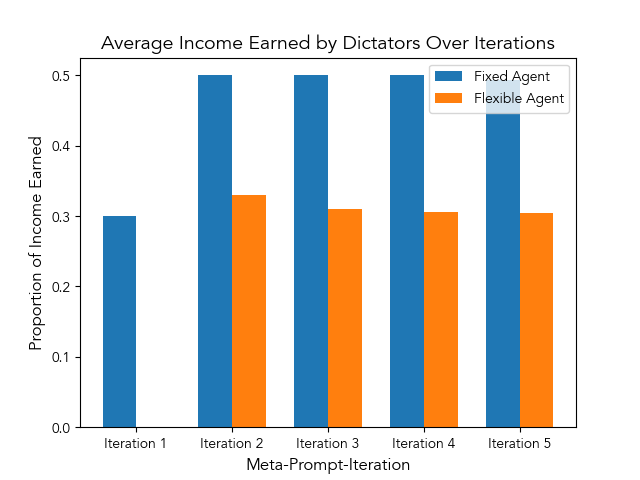 Average Income Earned by Dictators Over Iterations
Fixed Agent
Flexible Agent
Proportion of Income Earned
0.5
0.4
0.3
0.2
0.1
0.0
Iteration 1
Iteration 2
Iteration 3
Iteration 4
Iteration 5
Meta-Prompt-Iteration